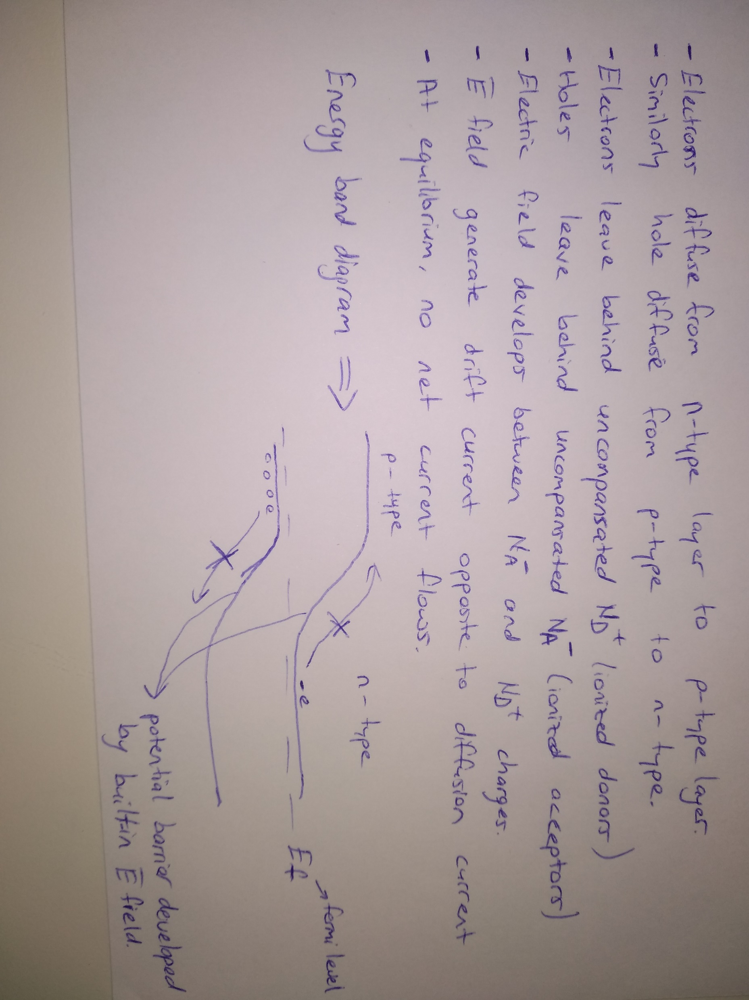 - Electrons diffuse from n-type layer to p-type layer.
- Similarly hole diffuse from p-type to n-type.
- Electrons leave behind uncompansated ND+ (ionized donors)
- Holes leave behind uncompansated NA- (ionized acceptors)
- Electric field develops between NA- and ND+ charges.
- E field generate drift current opposite to diffusion current
- At equilibrium, no net current flows.
Energy band diagram ⇒
p-type
n-type
-e
Ef → fermi level
potential barrier developed
by builtin E field.